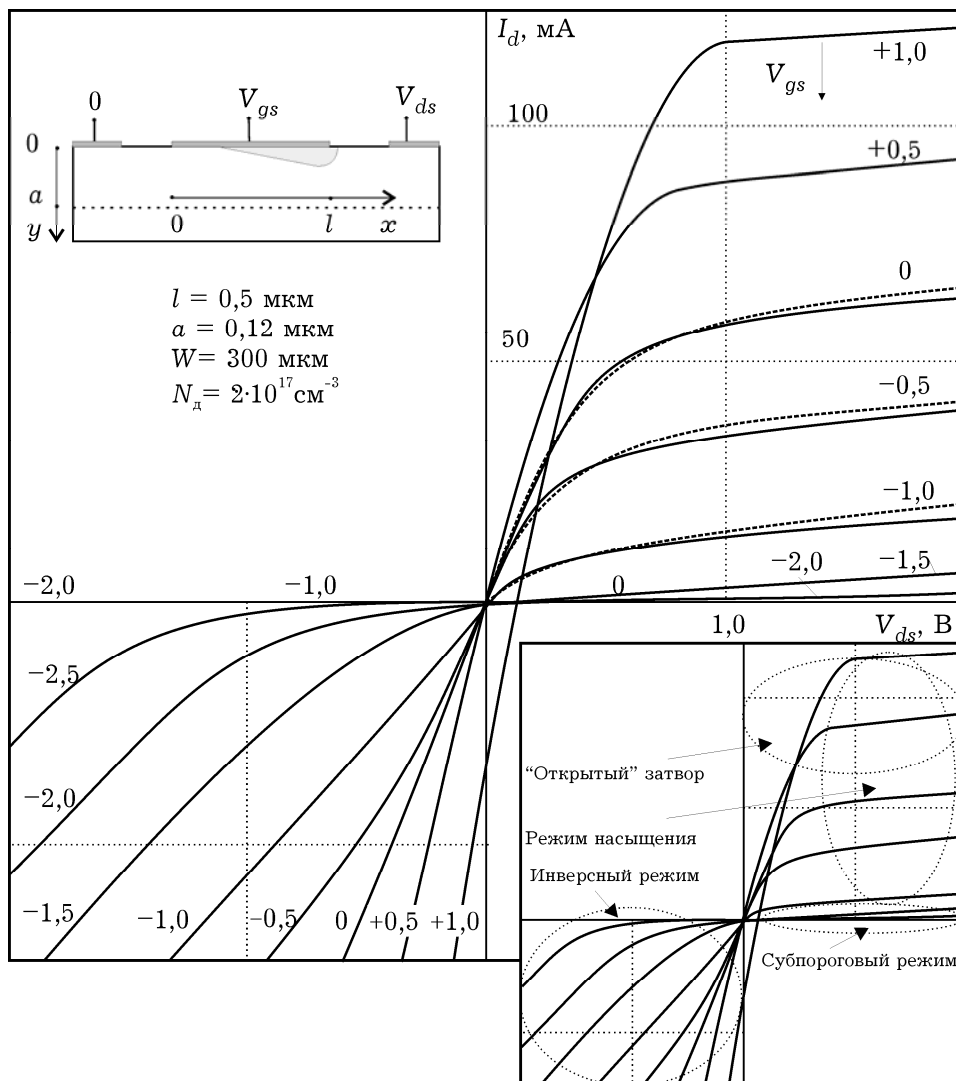 I_d, мА
+1,0
V_gs
100
+0,5
0
V_gs
V_ds
0
a
y
0
l
x
l = 0,5 мкм
a = 0,12 мкм
W= 300 мкм
N_д= 2·10^17см^-3
0
50
−0,5
−1,0
−2,0
−1,5
−2,0
−1,0
0
1,0
V_ds, В
−2,5
−2,0
−1,5
−1,0
−0,5
0
+0,5
+1,0
“Открытый” затвор
Режим насыщения
Инверсный режим
Субпороговый режим